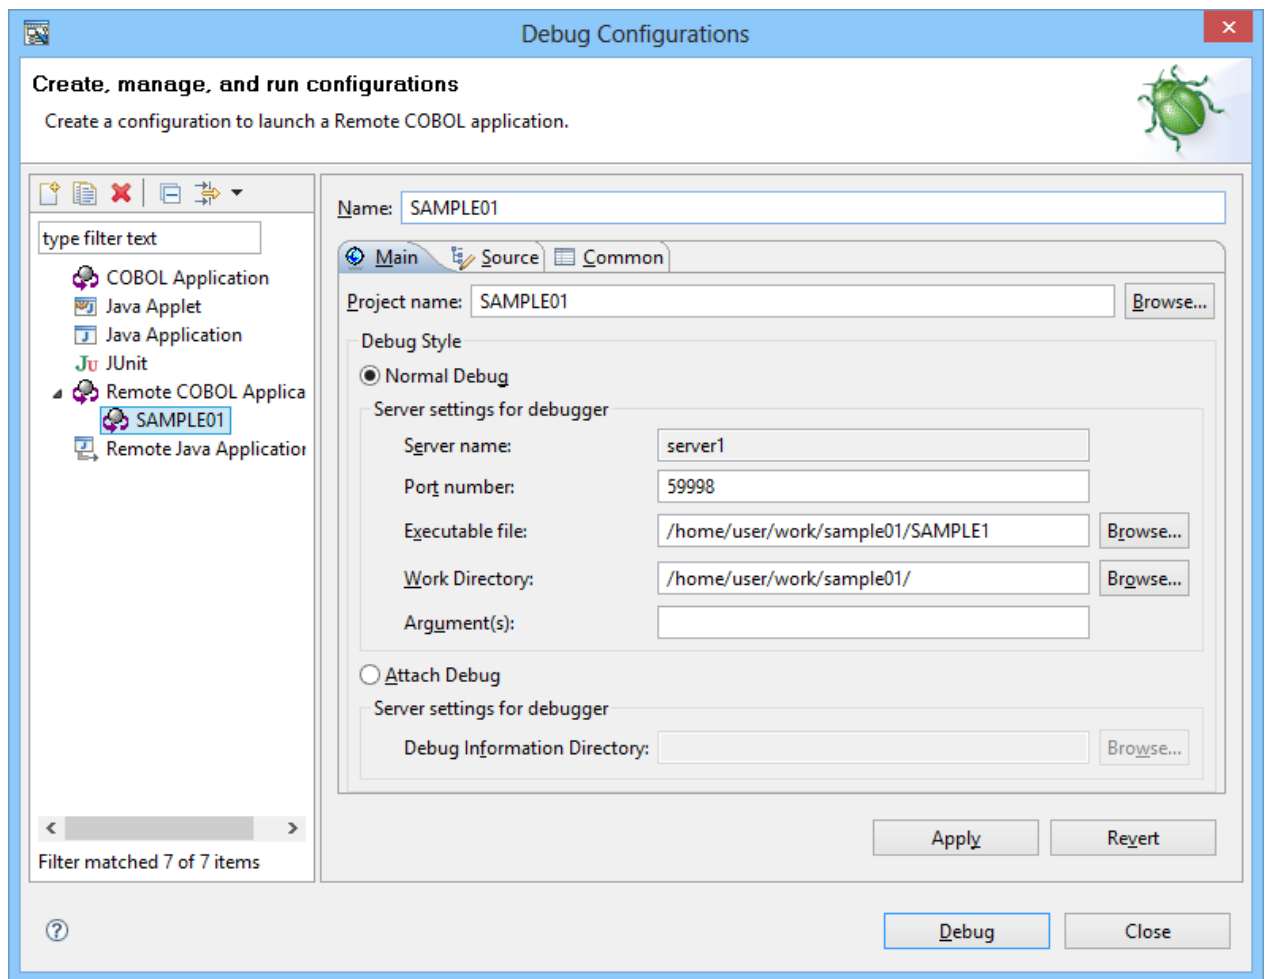 Debug Configurations
Create, manage, and run configurations
Create a configuration to launch a Remote COBOL application.
type filter text
COBOL Application
Java Applet
Java Application
Ju JUnit
Remote COBOL Applica
SAMPLE01
Remote Java Application
Filter matched 7 of 7 items
Name: SAMPLE01
Main Source Common
Project name: SAMPLE01 Browse...
Debug Style
Normal Debug
Server settings for debugger
Server name: server1
Port number: 59998
Executable file: /home/user/work/sample01/SAMPLE1 Browse...
Work Directory: /home/user/work/sample01/ Browse...
Argument(s):
Attach Debug
Server settings for debugger
Debug Information Directory: Browse...
Apply Revert
Debug Close